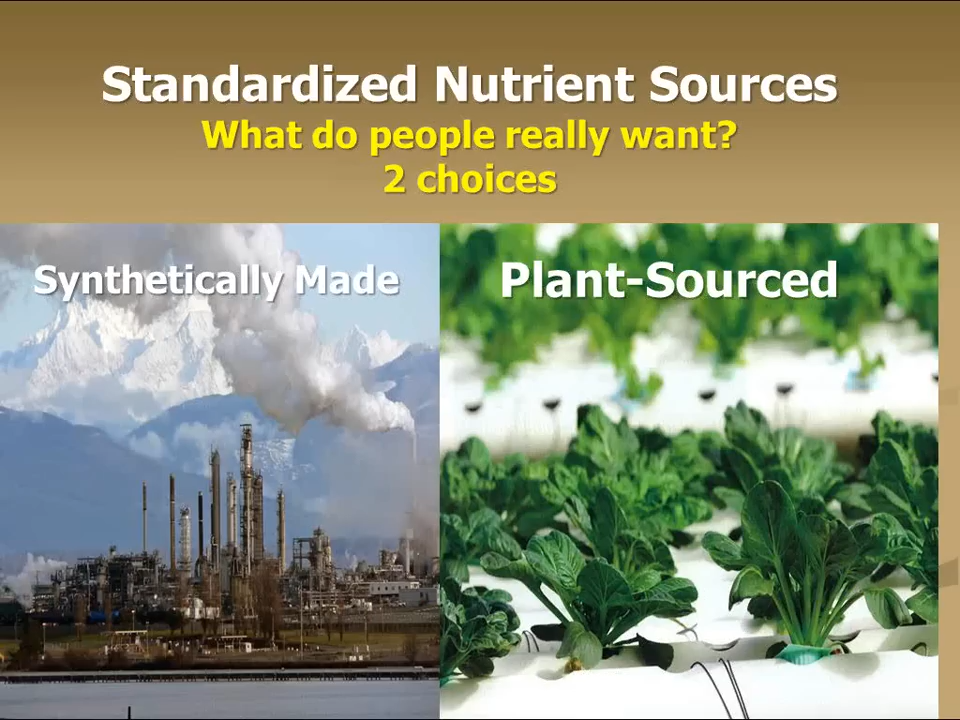 Standardized Nutrient Sources
What do people really want?
2 choices
Synthetically Made
Plant-Sourced